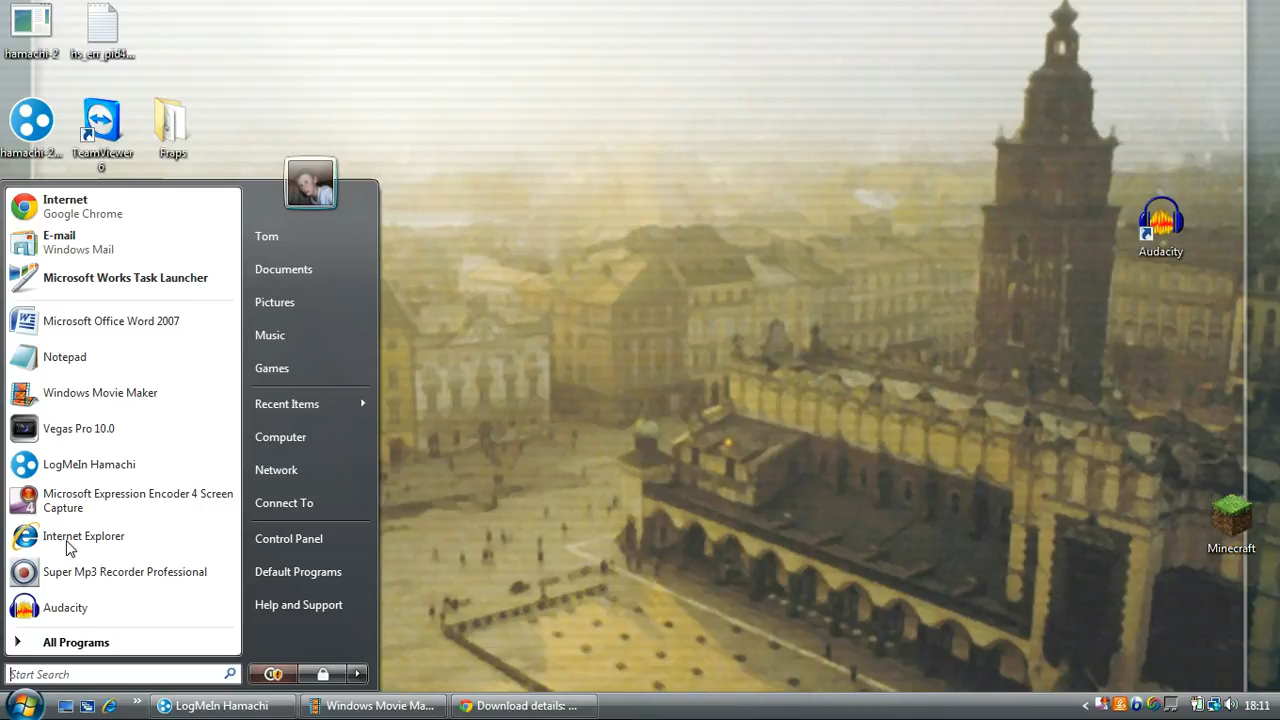 hamachi-2
hs_err_pid4...
hamachi-2...
TeamViewer
6
Fraps
Internet
Google Chrome
E-mail
Windows Mail
Microsoft Works Task Launcher
Microsoft Office Word 2007
Notepad
Windows Movie Maker
Vegas Pro 10.0
LogMeIn Hamachi
Microsoft Expression Encoder 4 Screen
Capture
Internet Explorer
Super Mp3 Recorder Professional
Audacity
All Programs
Start Search
Tom
Documents
Pictures
Music
Games
Recent Items
Computer
Network
Connect To
Control Panel
Default Programs
Help and Support
Audacity
Minecraft
LogMeIn Hamachi
Windows Movie Ma...
Download details: ...
18:11